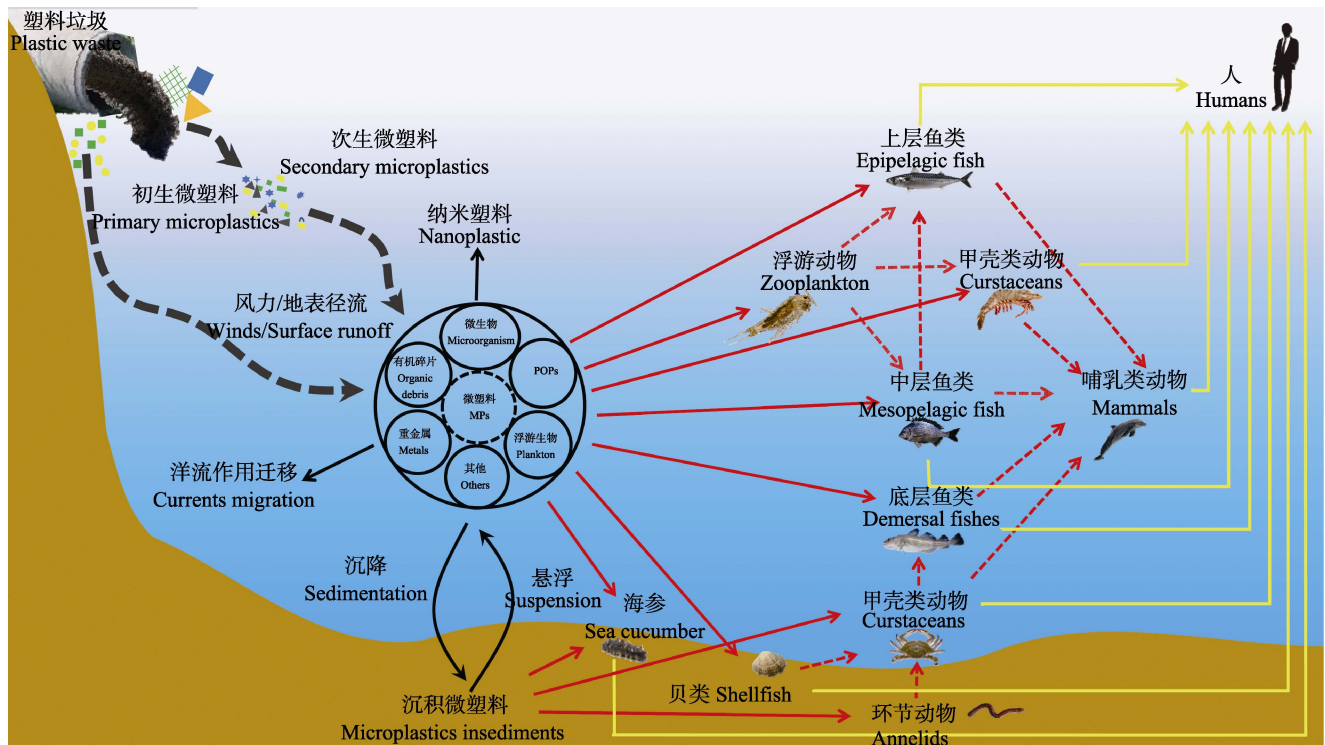 塑料垃圾
Plastic waste
次生微塑料
Secondary microplastics
初生微塑料
Primary microplastics
纳米塑料
Nanoplastic
风力/地表径流
Winds/Surface runoff
微生物
Microorganism
有机碎片
Organic
debris
POPs
微塑料
MPs
重金属
Metals
浮游生物
Plankton
其他
Others
洋流作用迁移
Currents migration
沉降
Sedimentation
悬浮
Suspension
沉积微塑料
Microplastics insediments
海参
Sea cucumber
贝类 Shellfish
环节动物
Annelids
甲壳类动物
Curstaceans
底层鱼类
Demersal fishes
中层鱼类
Mesopelagic fish
浮游动物
Zooplankton
甲壳类动物
Curstaceans
上层鱼类
Epipelagic fish
哺乳类动物
Mammals
人
Humans